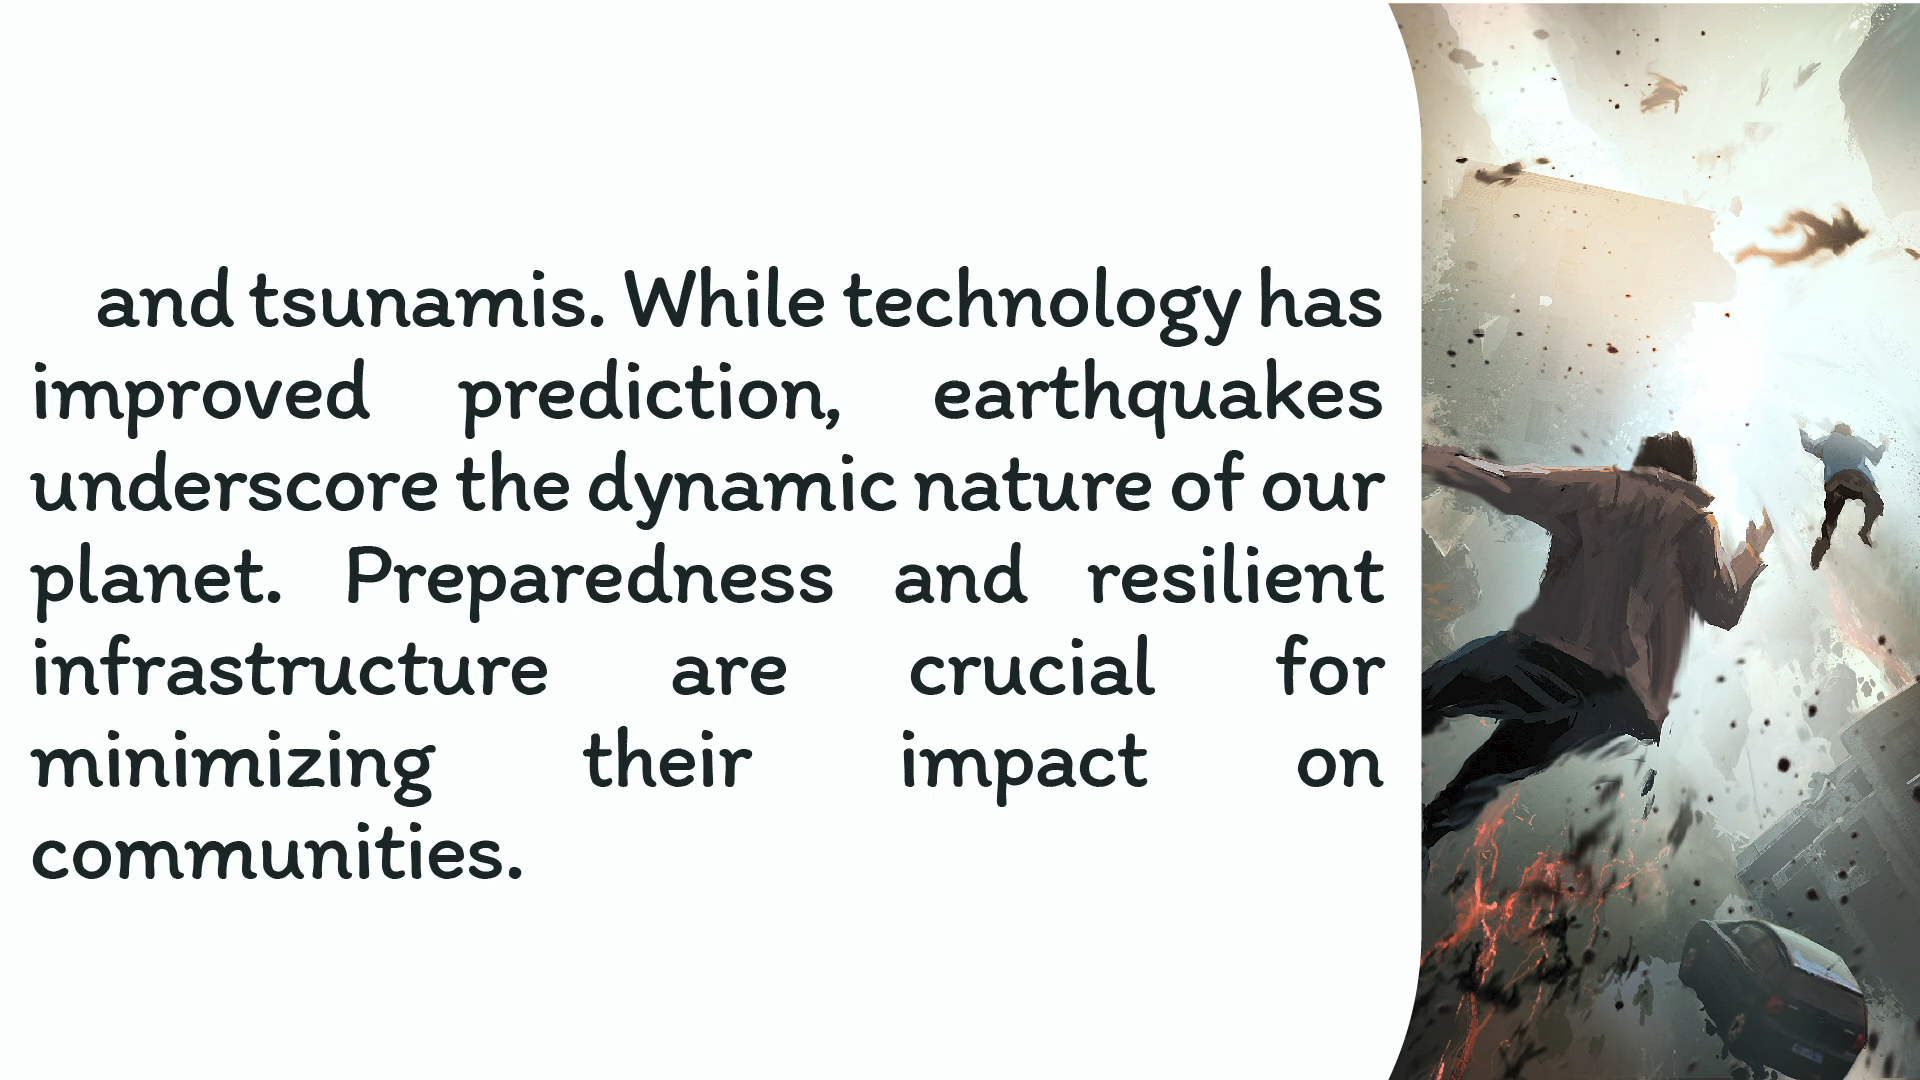 and tsunamis. While technology has
improved prediction, earthquakes
underscore the dynamic nature of our
planet. Preparedness and resilient
infrastructure are crucial for
minimizing their impact on
communities.